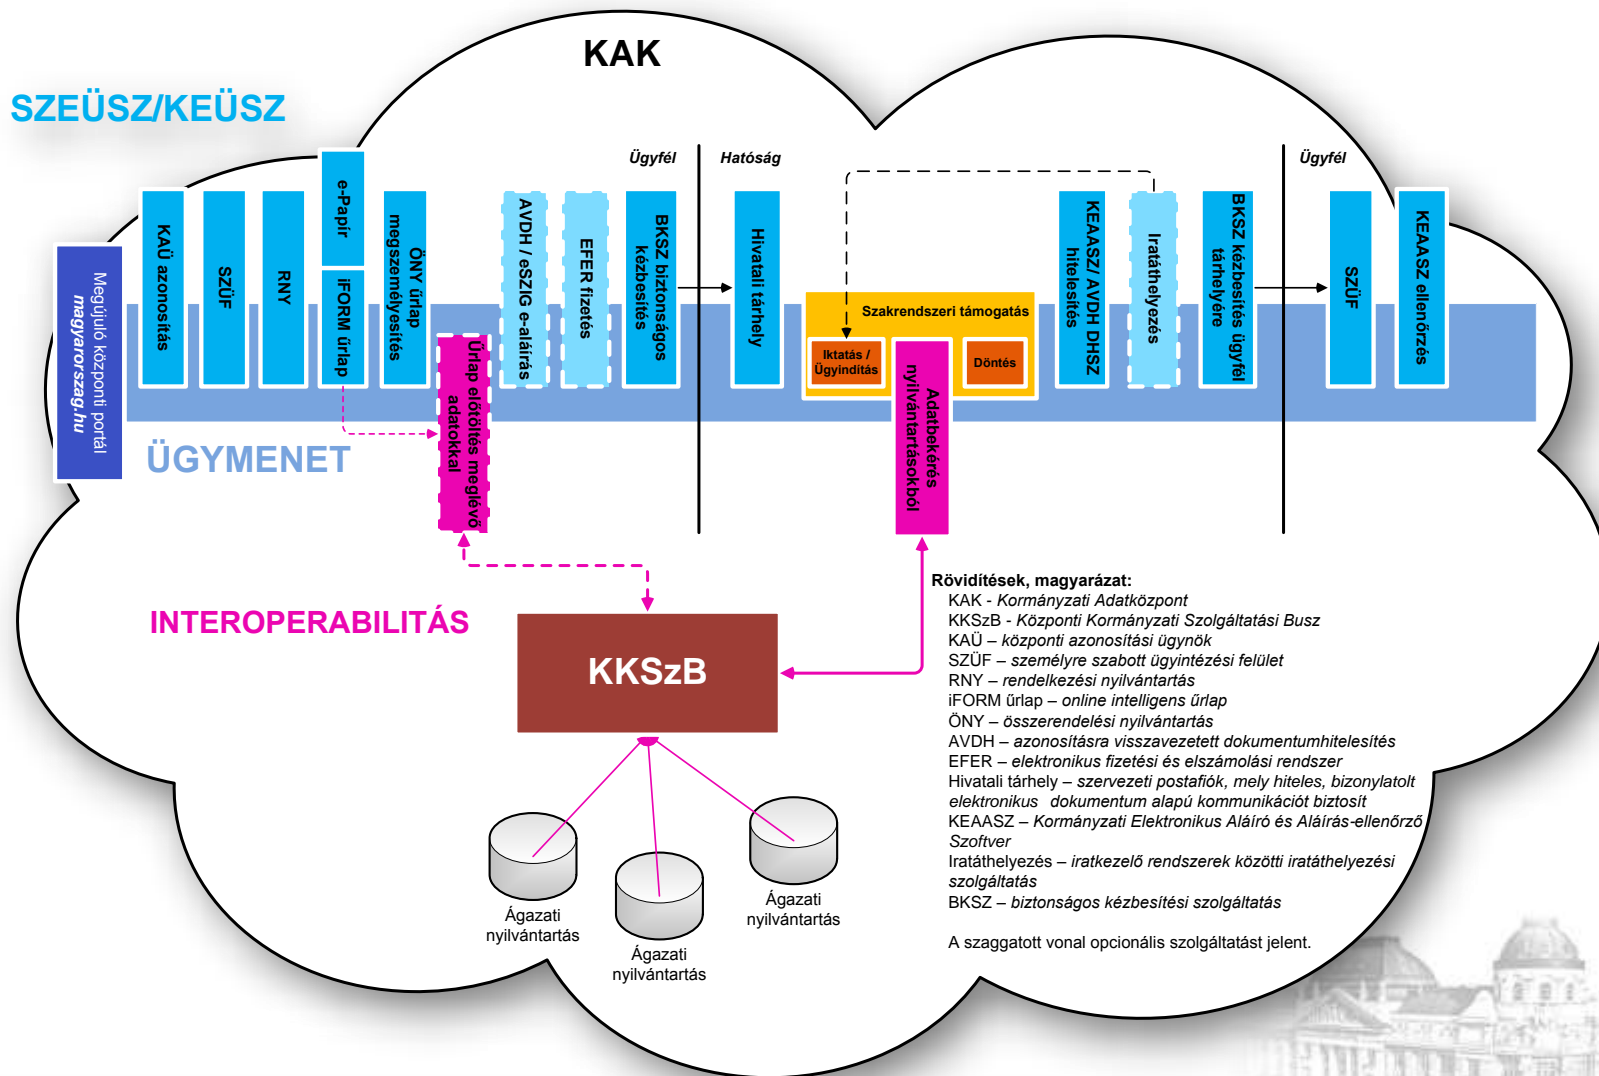 KAK
SZEÜSZ/KEÜSZ
Ügyfél
Hatóság
Ügyfél
Megújuló központi portál
magyarorszag.hu
KAÜ azonosítás
SZÜF
RNY
e-Papír
iFORM űrlap
ÖNY űrlap
megszemélyesítés
Űrlap előtöltés meglévő
adatokkal
AVDH / eSZIG e-aláírás
EFER fizetés
BKSZ biztonságos
kézbesítés
Hivatali tárhely
Szakrendszeri támogatás
Iktatás /
Ügyindítás
Adatbekérés
nyilvántartásokból
Döntés
KEAASZ/ AVDH DHSZ
hitelesítés
Iratáthelyezés
BKSZ kézbesítés ügyfél
tárhelyére
SZÜF
KEAASZ ellenőrzés
ÜGYMENET
INTEROPERABILITÁS
KKSzB
Ágazati
nyilvántartás
Ágazati
nyilvántartás
Ágazati
nyilvántartás
Rövidítések, magyarázat:
KAK - Kormányzati Adatközpont
KKSzB - Központi Kormányzati Szolgáltatási Busz
KAÜ – központi azonosítási ügynök
SZÜF – személyre szabott ügyintézési felület
RNY – rendelkezési nyilvántartás
iFORM űrlap – online intelligens űrlap
ÖNY – összerendelési nyilvántartás
AVDH – azonosításra visszavezetett dokumentumhitelesítés
EFER – elektronikus fizetési és elszámolási rendszer
Hivatali tárhely – szervezeti postafiók, mely hiteles, bizonylatolt
elektronikus dokumentum alapú kommunikációt biztosít
KEAASZ – Kormányzati Elektronikus Aláíró és Aláírás-ellenőrző
Szoftver
Iratáthelyezés – iratkezelő rendszerek közötti iratáthelyezési
szolgáltatás
BKSZ – biztonságos kézbesítési szolgáltatás
A szaggatott vonal opcionális szolgáltatást jelent.